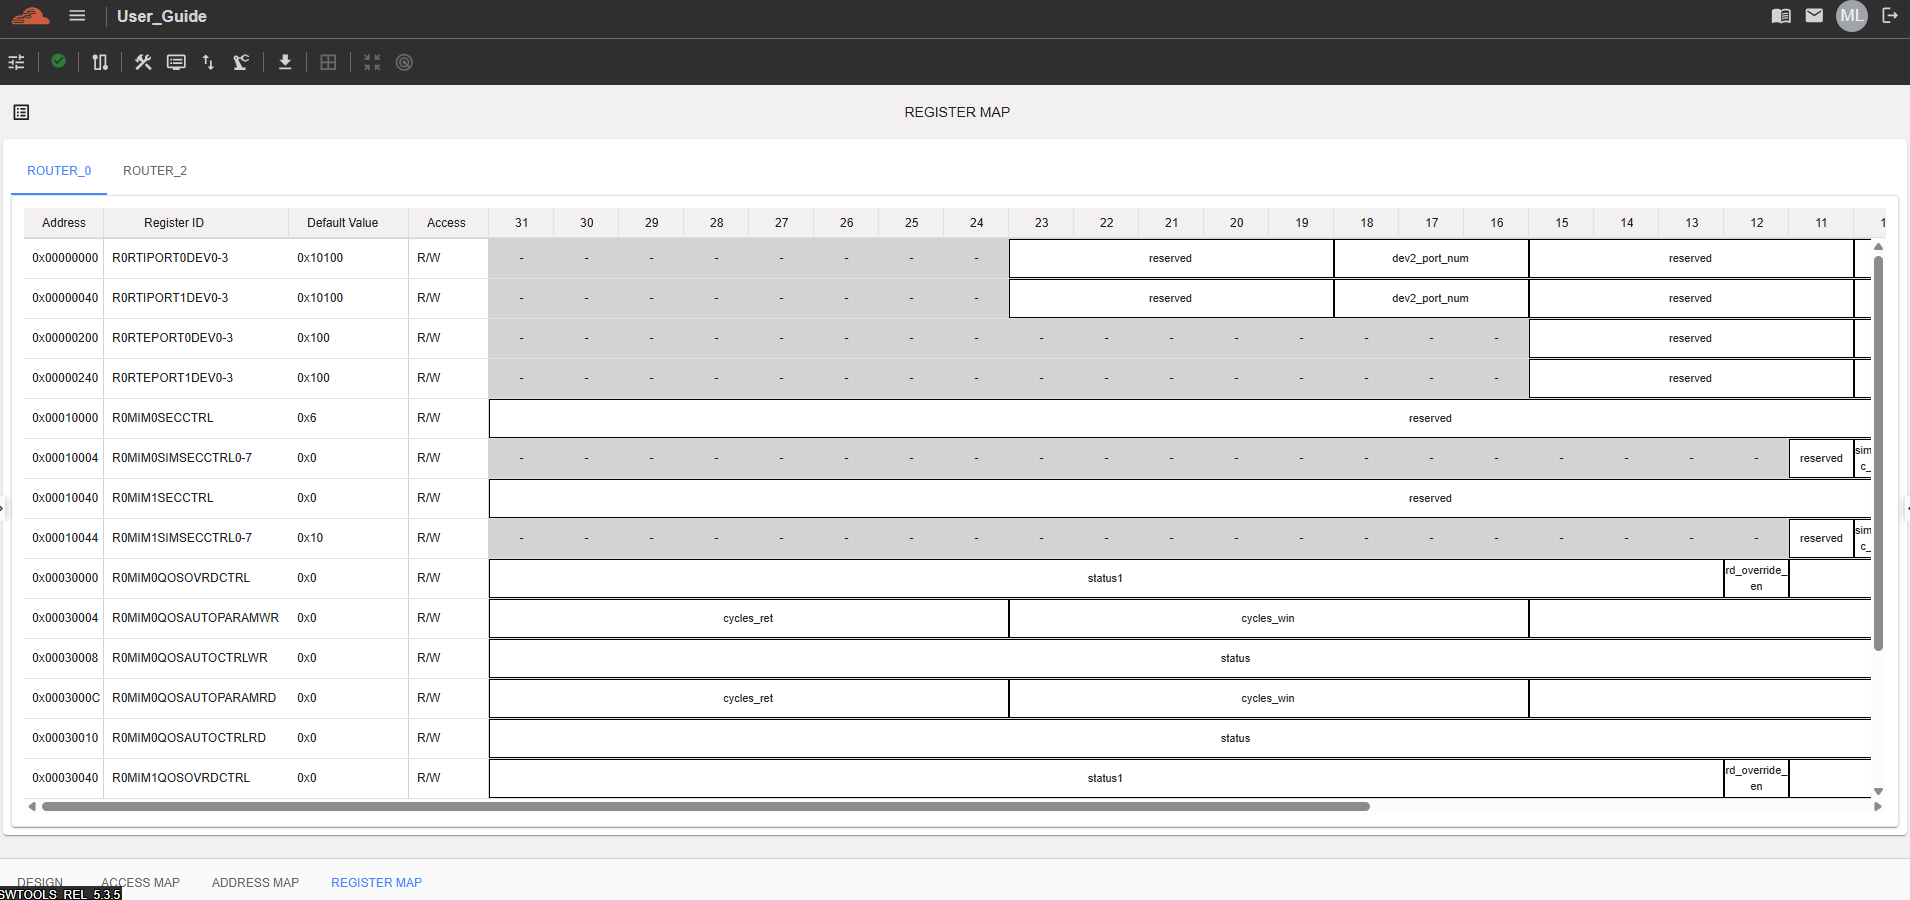 User_Guide
ML
REGISTER MAP
ROUTER_0 ROUTER_2
Address Register ID Default Value Access 31 30 29 28 27 26 25 24 23 22 21 20 19 18 17 16 15 14 13 12 11 1
0x00000000 R0RTIPORT0DEV0-3 0x10100 R/W - - - - - - - - reserved dev2_port_num reserved
0x00000040 R0RTIPORT1DEV0-3 0x10100 R/W - - - - - - - - reserved dev2_port_num reserved
0x00000200 R0RTEPORT0DEV0-3 0x100 R/W - - - - - - - - - - - - - - - - reserved
0x00000240 R0RTEPORT1DEV0-3 0x100 R/W - - - - - - - - - - - - - - - - reserved
0x00010000 R0MIM0SECCTRL 0x6 R/W reserved
0x00010004 R0MIM0SIMSECCTRL0-7 0x0 R/W - - - - - - - - - - - - - - - - - - - - reserved sim
c_
0x00010040 R0MIM1SECCTRL 0x0 R/W reserved
0x00010044 R0MIM1SIMSECCTRL0-7 0x10 R/W - - - - - - - - - - - - - - - - - - - - reserved sim
c_
0x00030000 R0MIM0QOSOVRDCTRL 0x0 R/W status1 rd_override_
en
0x00030004 R0MIM0QOSAUTOPARAMWR 0x0 R/W cycles_ret cycles_win
0x00030008 R0MIM0QOSAUTOCTRLWR 0x0 R/W status
0x0003000C R0MIM0QOSAUTOPARAMRD 0x0 R/W cycles_ret cycles_win
0x00030010 R0MIM0QOSAUTOCTRLRD 0x0 R/W status
0x00030040 R0MIM1QOSOVRDCTRL 0x0 R/W status1 rd_override_
en
DESIGN ACCESS MAP ADDRESS MAP REGISTER MAP
SWTOOLS_REL_5.3.5